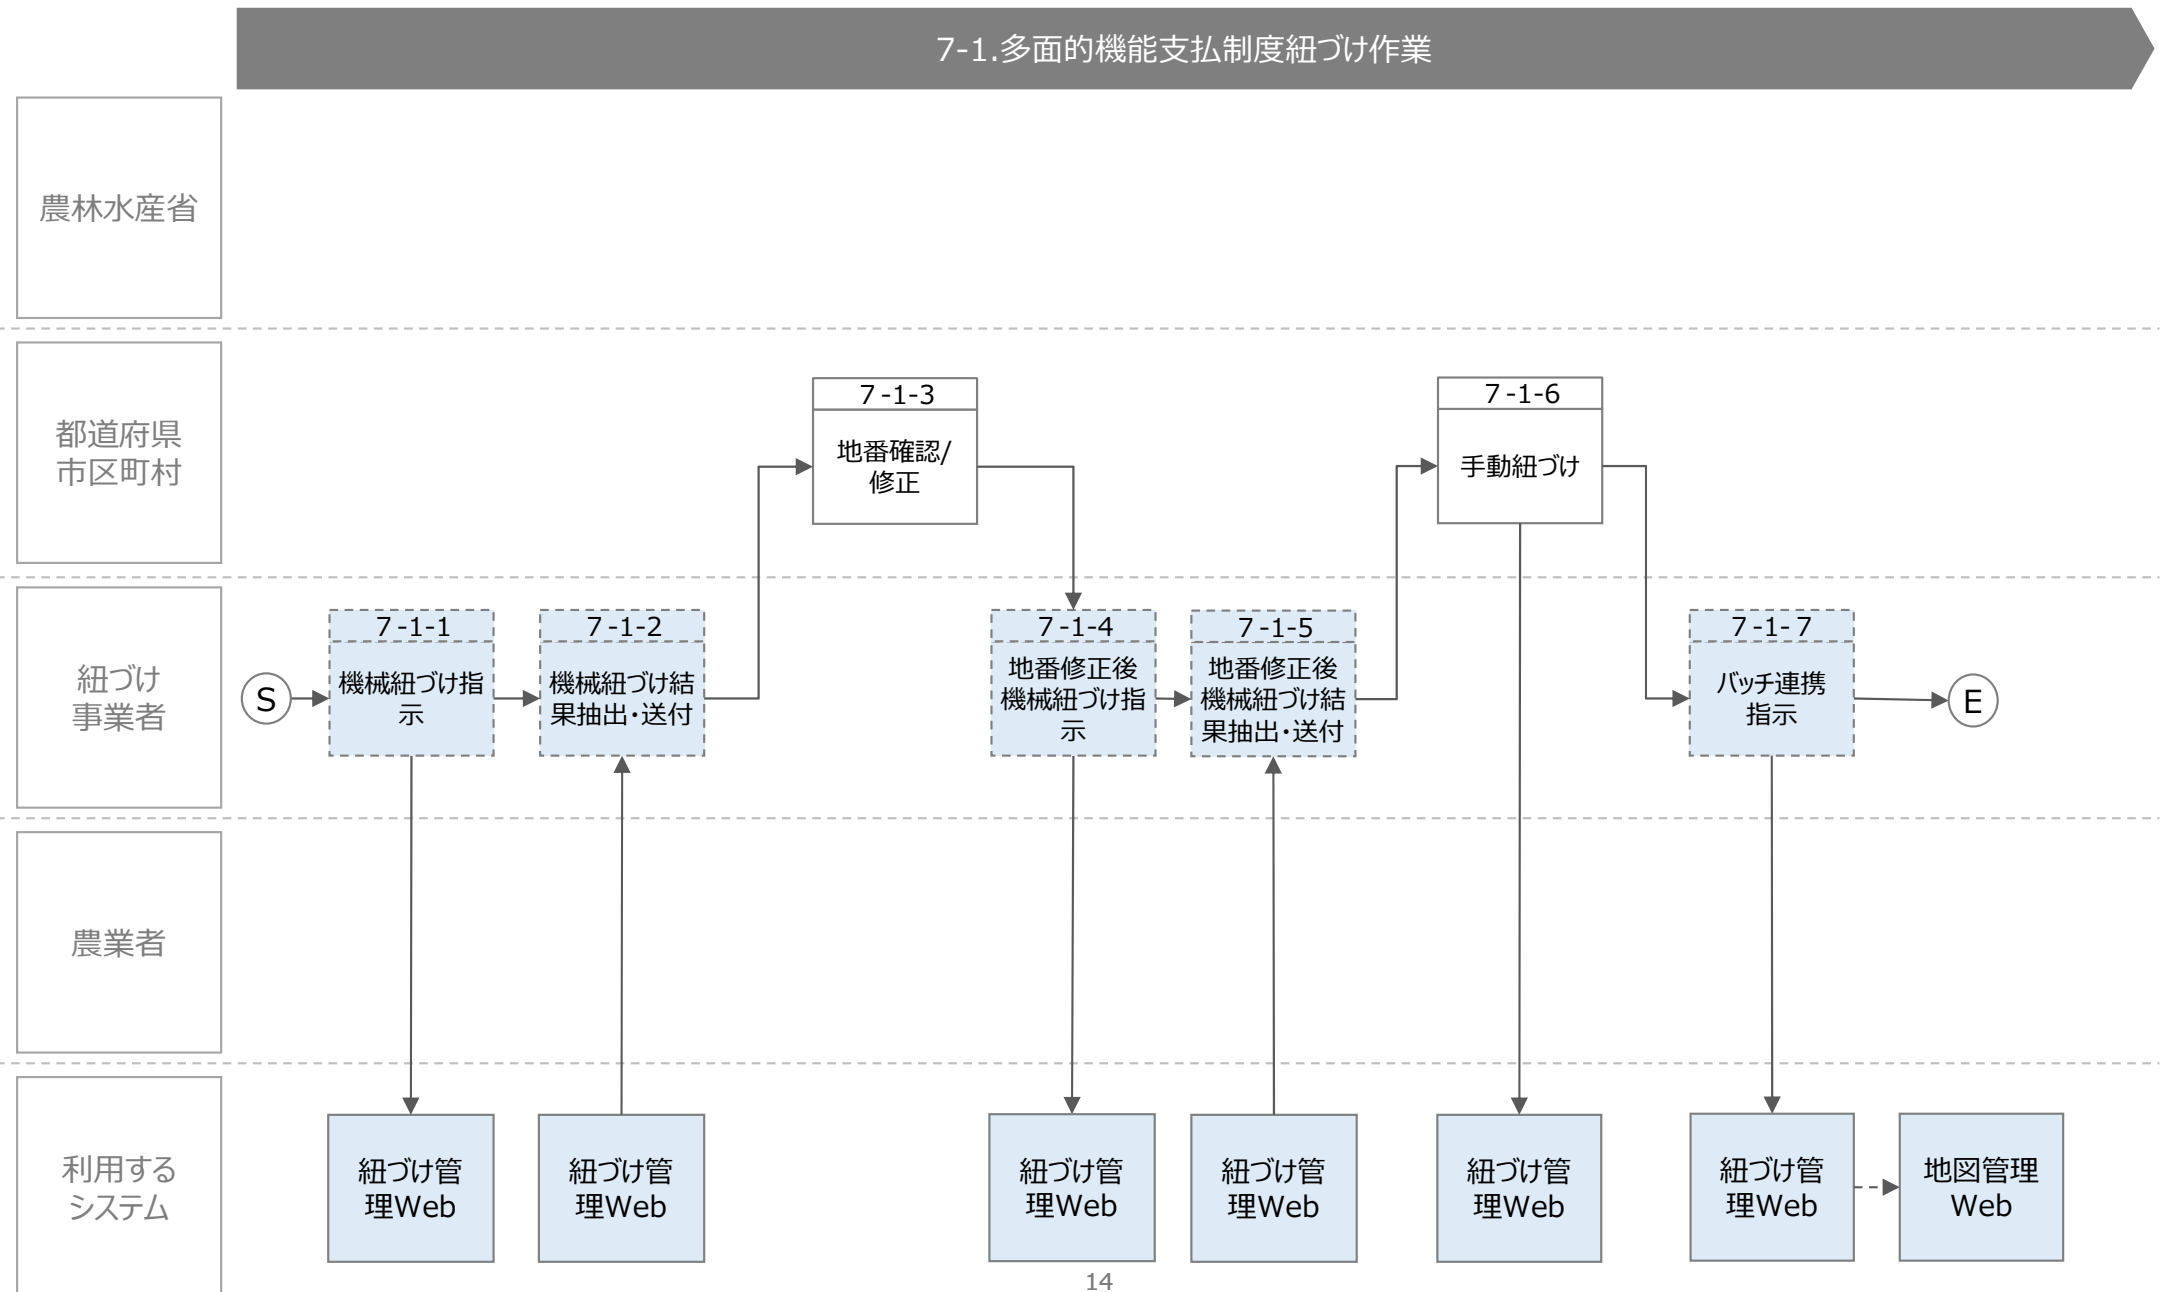 7-1.多面的機能支払制度紐づけ作業
農林水産省
都道府県
市区町村
7-1-3
地番確認/
修正
7-1-6
手動紐づけ
紐づけ
事業者
S
7-1-1
機械紐づけ指
示
7-1-2
機械紐づけ結
果抽出・送付
7-1-4
地番修正後
機械紐づけ指
示
7-1-5
地番修正後
機械紐づけ結
果抽出・送付
7-1-7
バッチ連携
指示
E
農業者
利用する
システム
紐づけ管
理Web
紐づけ管
理Web
紐づけ管
理Web
紐づけ管
理Web
紐づけ管
理Web
紐づけ管
理Web
地図管理
Web
14